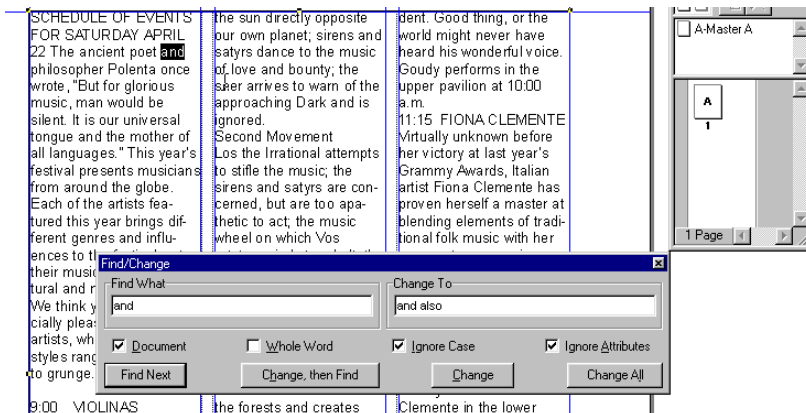 SCHEDULE OF EVENTS
FOR SATURDAY APRIL
22 The ancient poet and
philosopher Polenta once
wrote, "But for glorious
music, man would be
silent. It is our universal
tongue and the mother of
all languages." This year's
festival presents musicians
from around the globe.
Each of the artists fea-
tured this year brings dif-
ferent genres and influ-
ences to
their music
tural and
We think
cially
artists,
styles
to grunge.
9:00 VIOLINAS
the sun directly opposite
our own planet; sirens and
satyrs dance to the music
of love and bounty; the
seer arrives to warn of the
approaching Dark and is
ignored.
Second Movement
Los the Irrational attempts
to stifle the music; the
sirens and satyrs are con-
cerned, but are too apa-
thetic to act; the music
wheel on which Vos
the forests and creates
dent. Good thing, or the
world might never have
heard his wonderful voice.
Goudy performs in the
upper pavilion at 10:00
a.m.
11:15 FIONA CLEMENTE
Virtually unknown before
her victory at last year's
Grammy Awards, Italian
artist Fiona Clemente has
proven herself a master at
blending elements of tradi-
tional folk music with her
Clemente in the lower
A-Master A
A
1
1 Page
Find/Change
Find What
and
Change To
and also
Document
Whole Word
Ignore Case
Ignore Attributes
Find Next
Change, then Find
Change
Change All